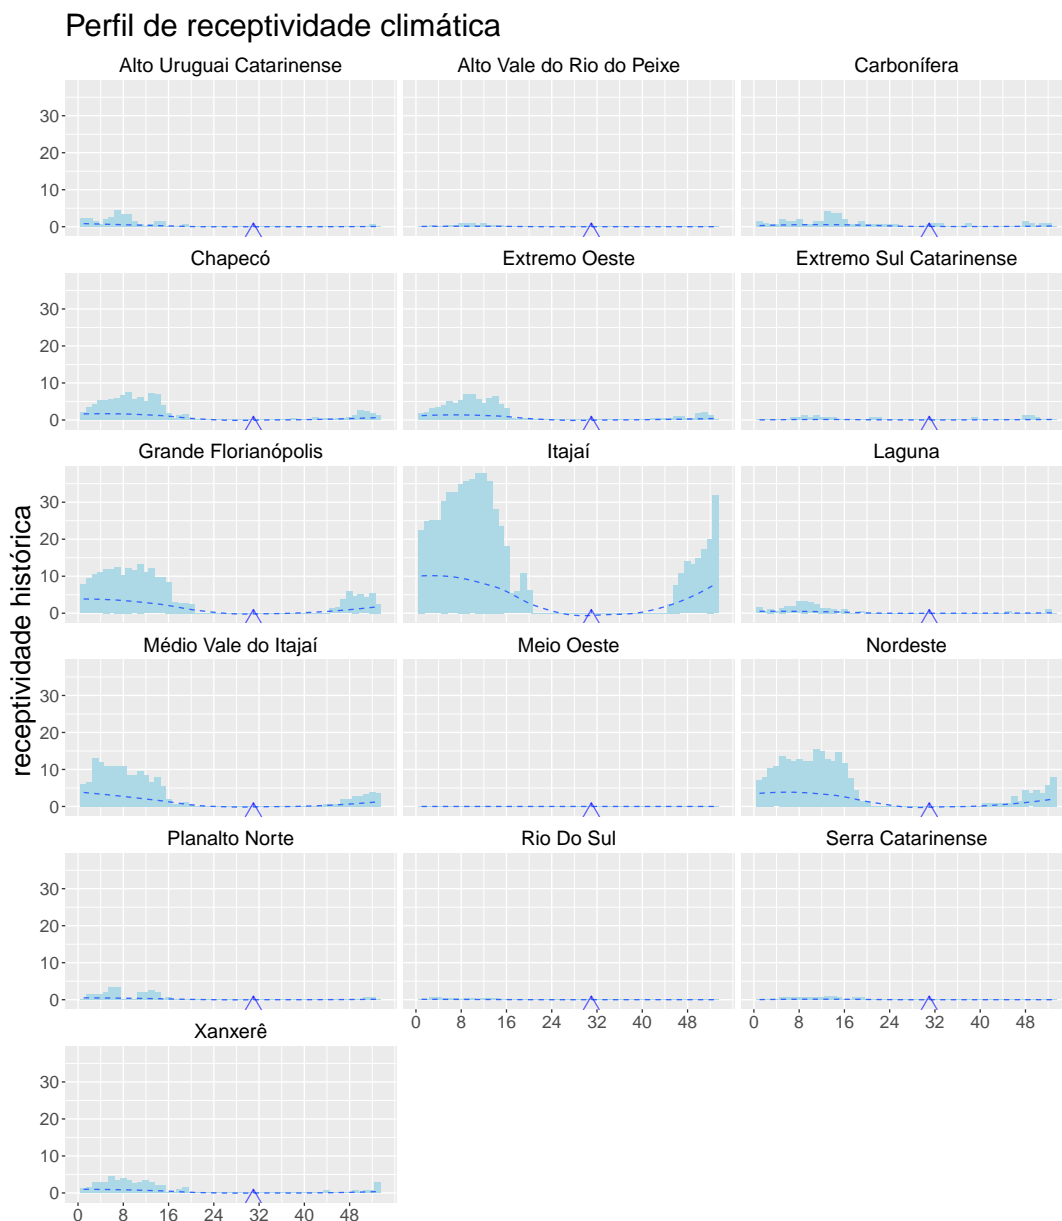 Perfil de receptividade climática
Alto Uruguai Catarinense
Alto Vale do Rio do Peixe
Carbonífera
30
20
10
0
Chapecó
Extremo Oeste
Extremo Sul Catarinense
30
20
10
0
Grande Florianópolis
Itajaí
Laguna
30
20
10
0
receptividade histórica
Médio Vale do Itajaí
Meio Oeste
Nordeste
30
20
10
0
Planalto Norte
Rio Do Sul
Serra Catarinense
30
20
10
0
0 8 16 24 32 40 48
0 8 16 24 32 40 48
Xanxerê
30
20
10
0
0 8 16 24 32 40 48